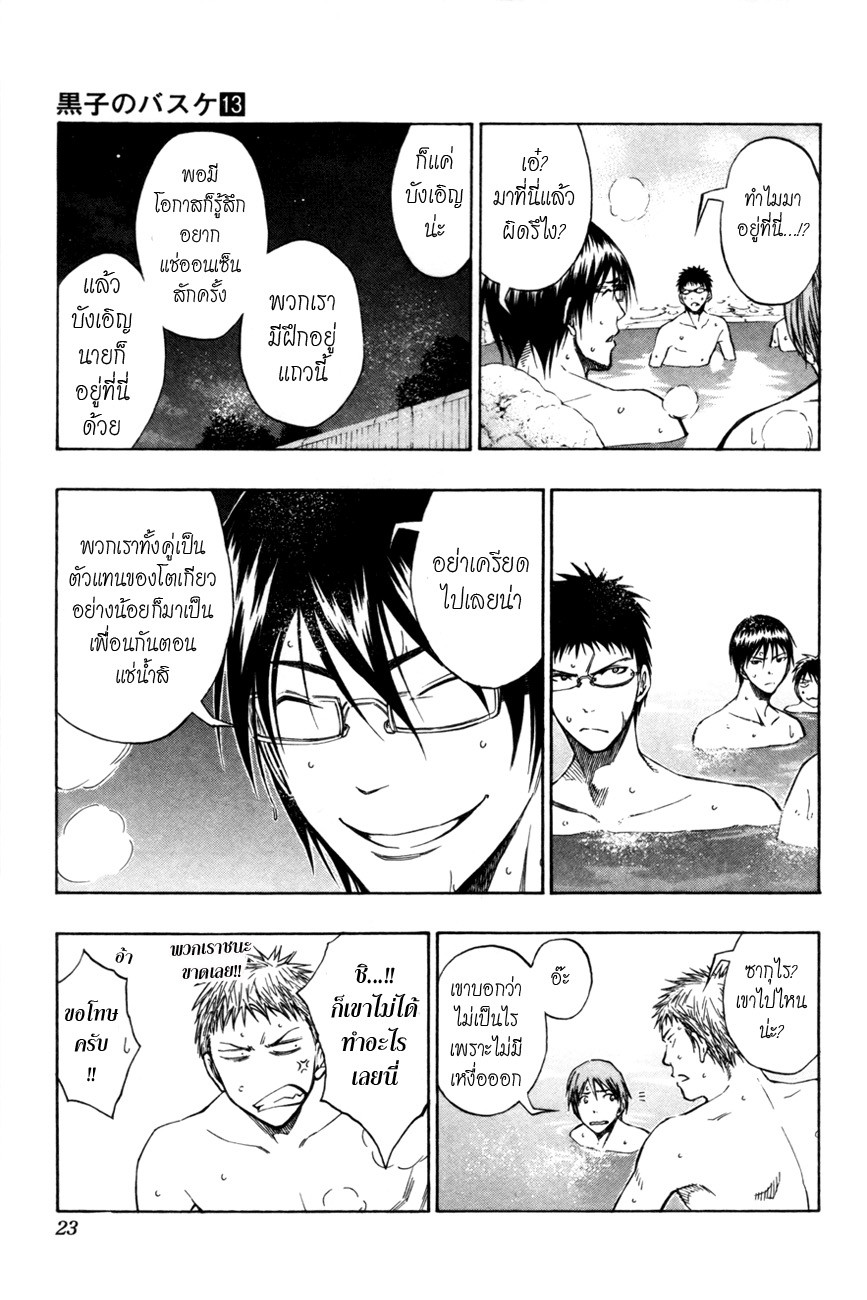 黒子のバスケ 13
ทำไมมา
อยู่ที่นี่...!?
เอ๋?
มาที่นี่แล้ว
ผิดรึไง?
ก็แค่
บังเอิญ
น่ะ
พวกเรา
มีฝึกอยู่
แถวนี้
พอมี
โอกาสก็รู้สึก
อยาก
แช่ออนเซ็น
สักครั้ง
แล้ว
บังเอิญ
นายก็
อยู่ที่นี่
ด้วย
อย่าเครียด
ไปเลยน่า
พวกเราทั้งคู่เป็น
ตัวแทนของโตเกียว
อย่างน้อยก็มาเป็น
เพื่อนกันตอน
แช่น้ำสิ
ซากุไร?
เขาไปไหน
น่ะ?
อ๊ะ
เขาบอกว่า
ไม่เป็นไร
เพราะไม่มี
เหงื่อออก
ชิ...!!
ก็เขาไม่ได้
ทำอะไร
เลยนี่
พวกเราชนะ
ขาดเลย!!
อ้า
ขอโทษ
ครับ
!!
23